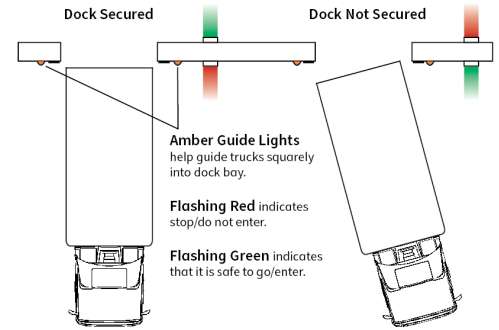 Dock Secured
Dock Not Secured
Amber Guide Lights
help guide trucks squarely
into dock bay.
Flashing Red indicates
stop/do not enter.
Flashing Green indicates
that it is safe to go/enter.